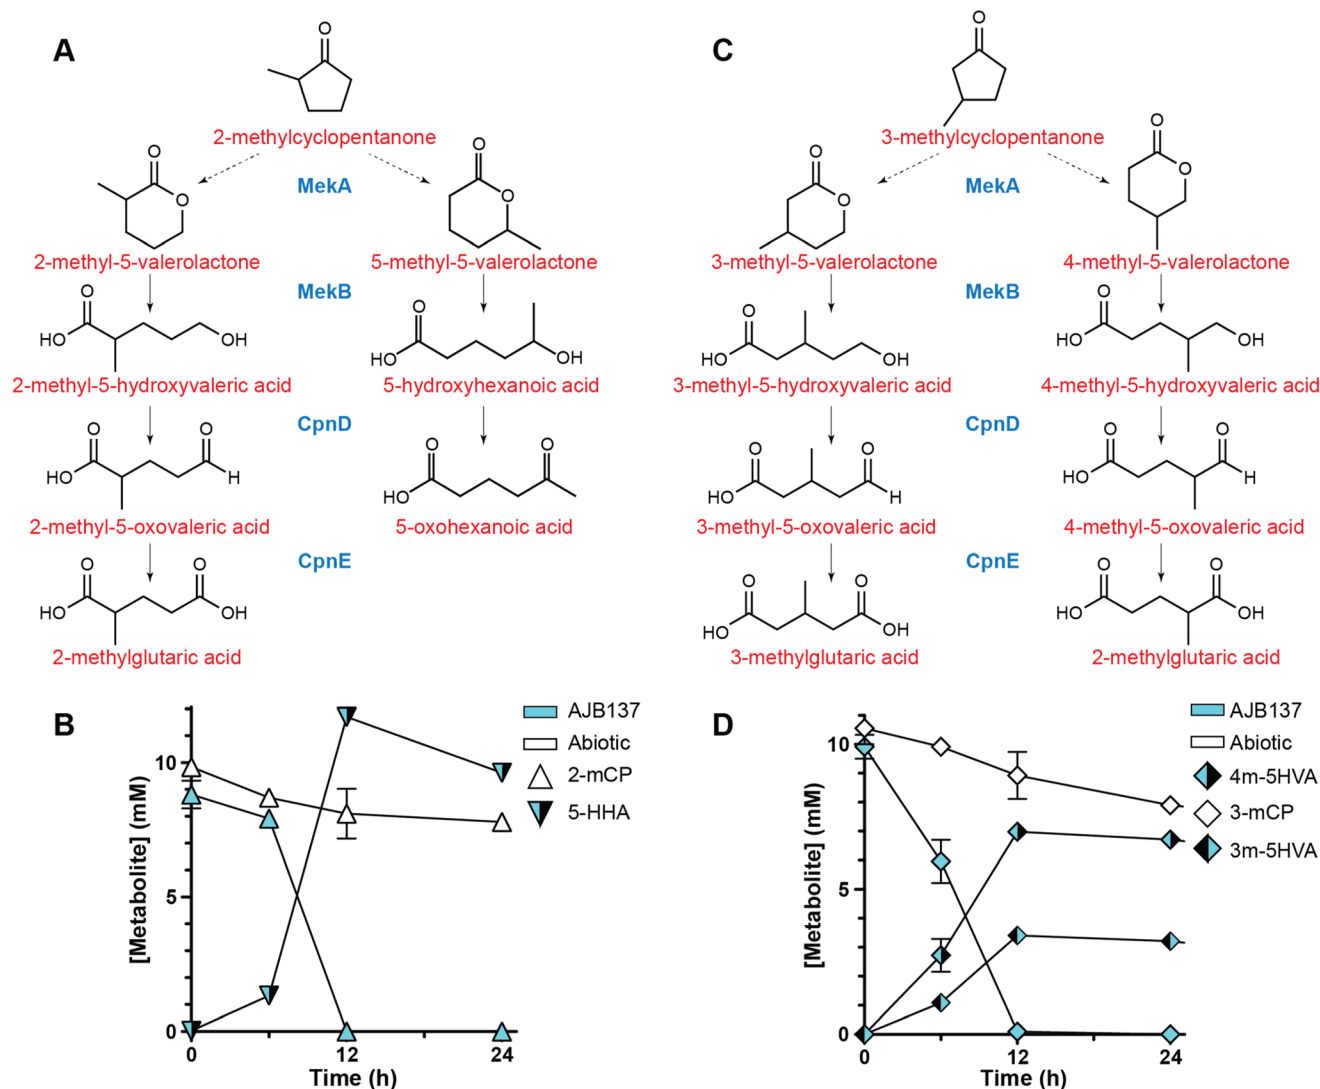 A
O
2-methylcyclopentanone
MekA
O
O
2-methyl-5-valerolactone
O
O
5-methyl-5-valerolactone
MekB
O
HO
OH
2-methyl-5-hydroxyvaleric acid
O
HO
OH
5-hydroxyhexanoic acid
CpnD
O
O
HO
H
2-methyl-5-oxovaleric acid
O
O
HO
5-oxohexanoic acid
CpnE
O
O
HO
OH
2-methylglutaric acid
C
O
3-methylcyclopentanone
MekA
O
O
3-methyl-5-valerolactone
O
O
4-methyl-5-valerolactone
MekB
O
HO
OH
3-methyl-5-hydroxyvaleric acid
O
HO
OH
4-methyl-5-hydroxyvaleric acid
CpnD
O
O
HO
H
3-methyl-5-oxovaleric acid
O
O
HO
H
4-methyl-5-oxovaleric acid
CpnE
O
O
HO
OH
3-methylglutaric acid
O
O
HO
OH
2-methylglutaric acid
B
[Metabolite] (mM)
10
5
0
0
12
24
Time (h)
AJB137
Abiotic
2-mCP
5-HHA
D
[Metabolite] (mM)
10
5
0
0
12
24
Time (h)
AJB137
Abiotic
4m-5HVA
3-mCP
3m-5HVA